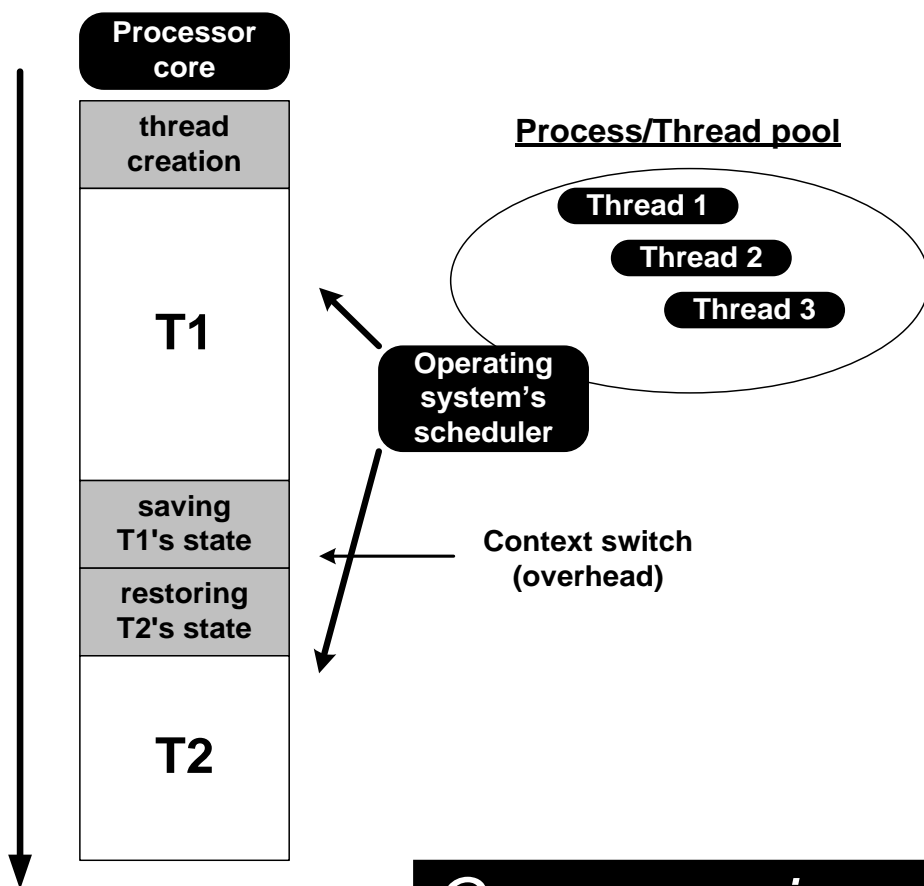 Processor
core
thread
creation
T1
saving
T1's state
restoring
T2's state
T2
Process/Thread pool
Thread 1
Thread 2
Thread 3
Operating
system’s
scheduler
Context switch
(overhead)